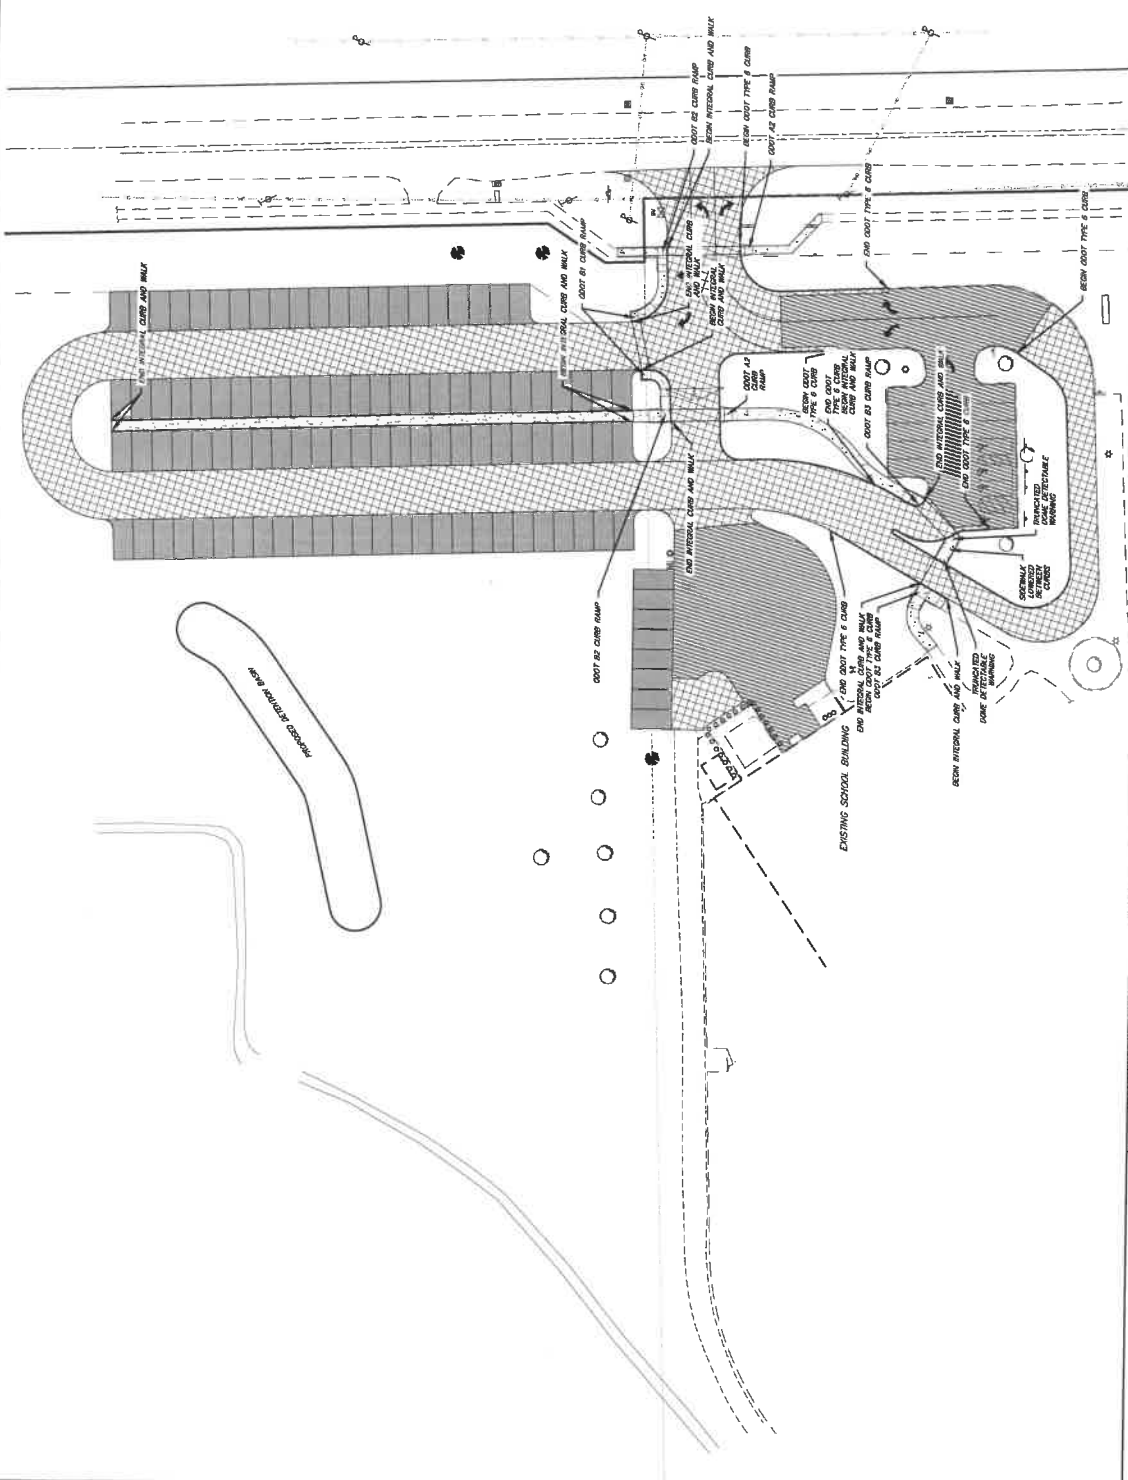 ODOT B2 CURB RAMP
BEGIN INTEGRAL CURB AND WALK
BEGIN ODOT TYPE 6 CURB
ODOT A2 CURB RAMP
END ODOT TYPE 6 CURB
BEGIN ODOT TYPE 6 CURB
END INTEGRAL CURB AND WALK
BEGIN INTEGRAL CURB AND WALK
ODOT B1 CURB RAMP
END INTEGRAL CURB
AND WALK
BEGIN INTEGRAL
CURB AND WALK
ODOT A2
CURB
RAMP
BEGIN ODOT
TYPE 6 CURB
END ODOT
TYPE 6 CURB
BEGIN INTEGRAL
CURB AND WALK
ODOT B3 CURB RAMP
END INTEGRAL CURB AND WALK
END ODOT TYPE 6 CURB
TRUNCATED
DOME DETECTABLE
WARNING
SIDEWALK
LOWERED
BETWEEN
CURBS
END INTEGRAL CURB AND WALK
ODOT B2 CURB RAMP
END ODOT TYPE 6 CURB
END INTEGRAL CURB AND WALK
BEGIN ODOT TYPE 6 CURB
ODOT B3 CURB RAMP
TRUNCATED
DOME DETECTABLE
WARNING
BEGIN INTEGRAL CURB AND WALK
EXISTING SCHOOL BUILDING
PROPOSED DETENTION BASIN